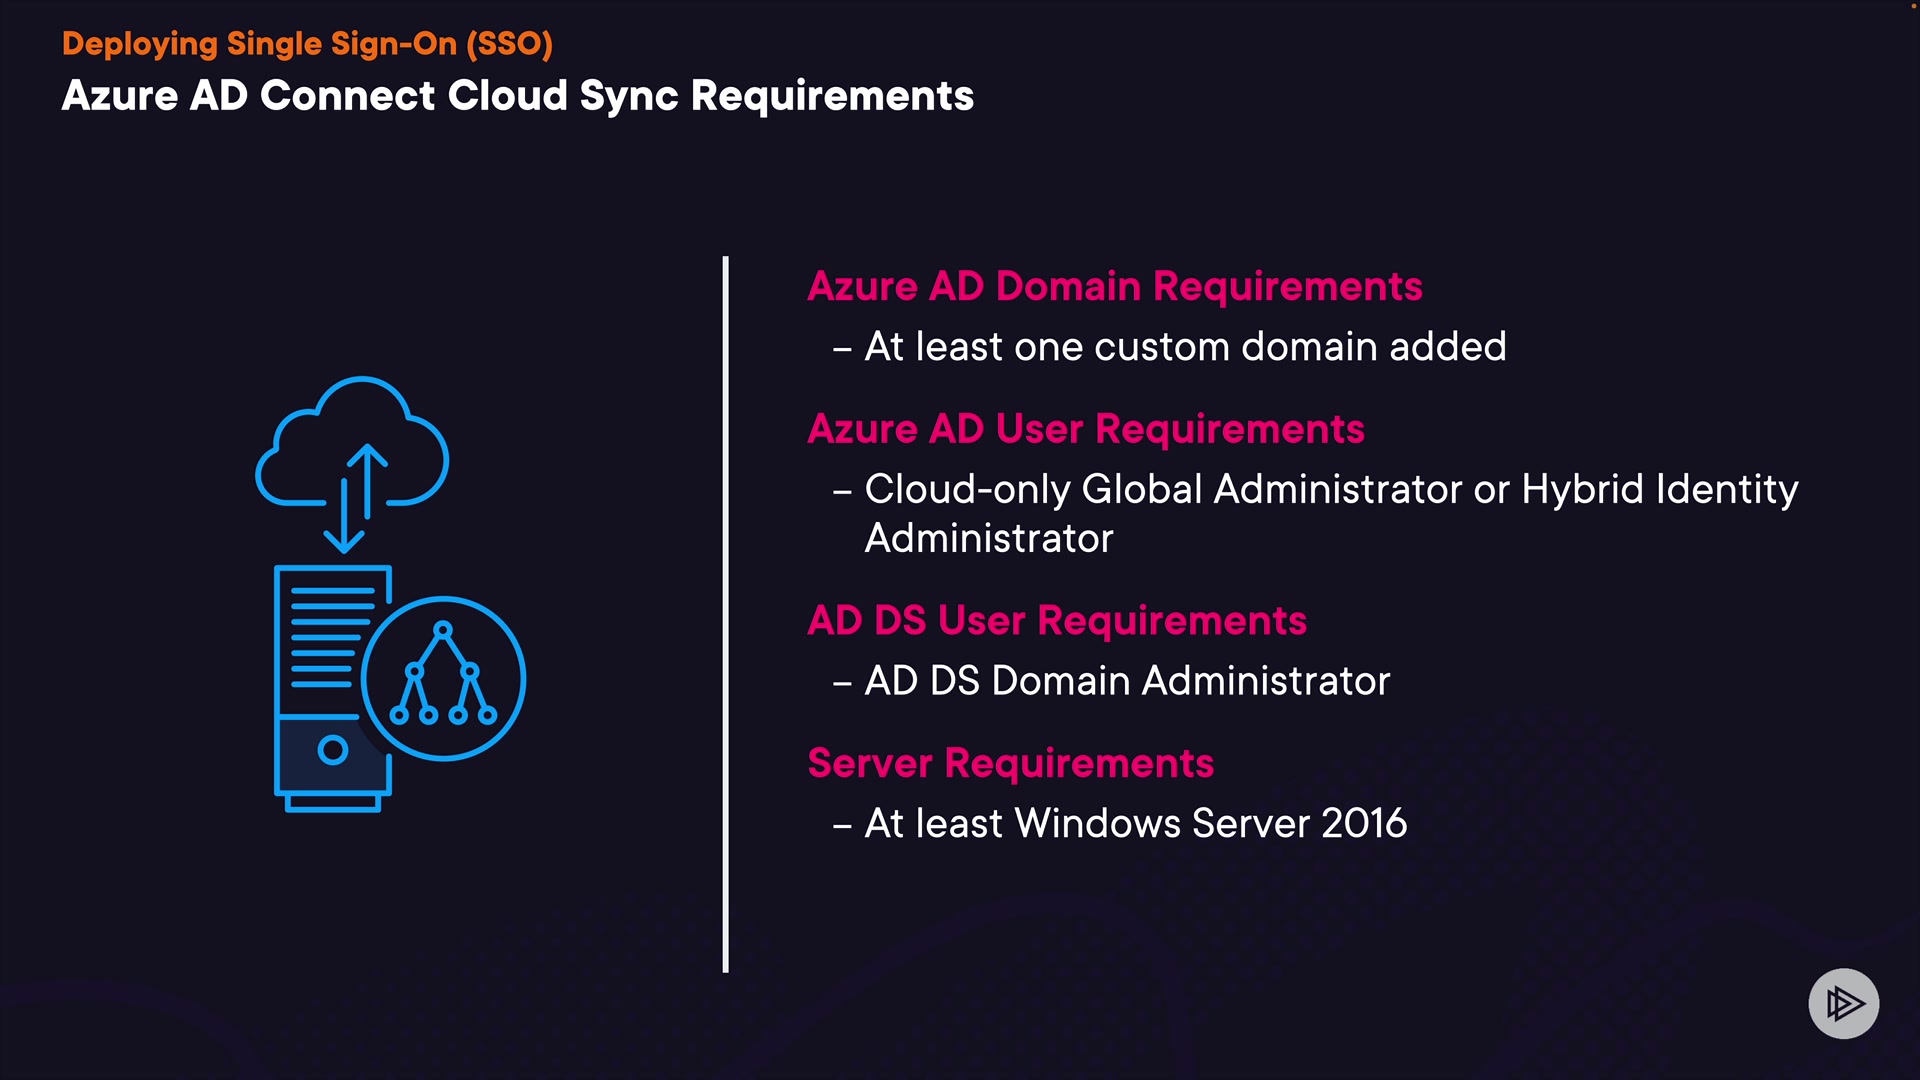 Deploying Single Sign-On (SSO)
Azure AD Connect Cloud Sync Requirements
Azure AD Domain Requirements
– At least one custom domain added
Azure AD User Requirements
– Cloud-only Global Administrator or Hybrid Identity
Administrator
AD DS User Requirements
– AD DS Domain Administrator
Server Requirements
– At least Windows Server 2016